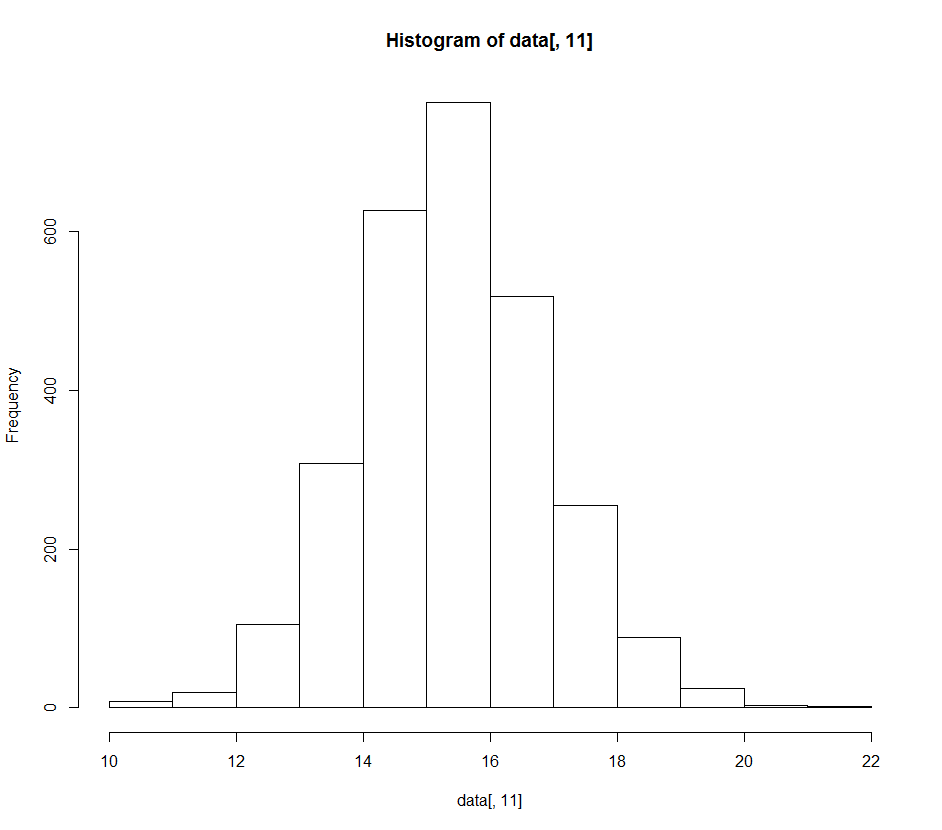 Histogram of data[, 11]
Frequency
600
400
200
0
10 12 14 16 18 20 22
data[, 11]